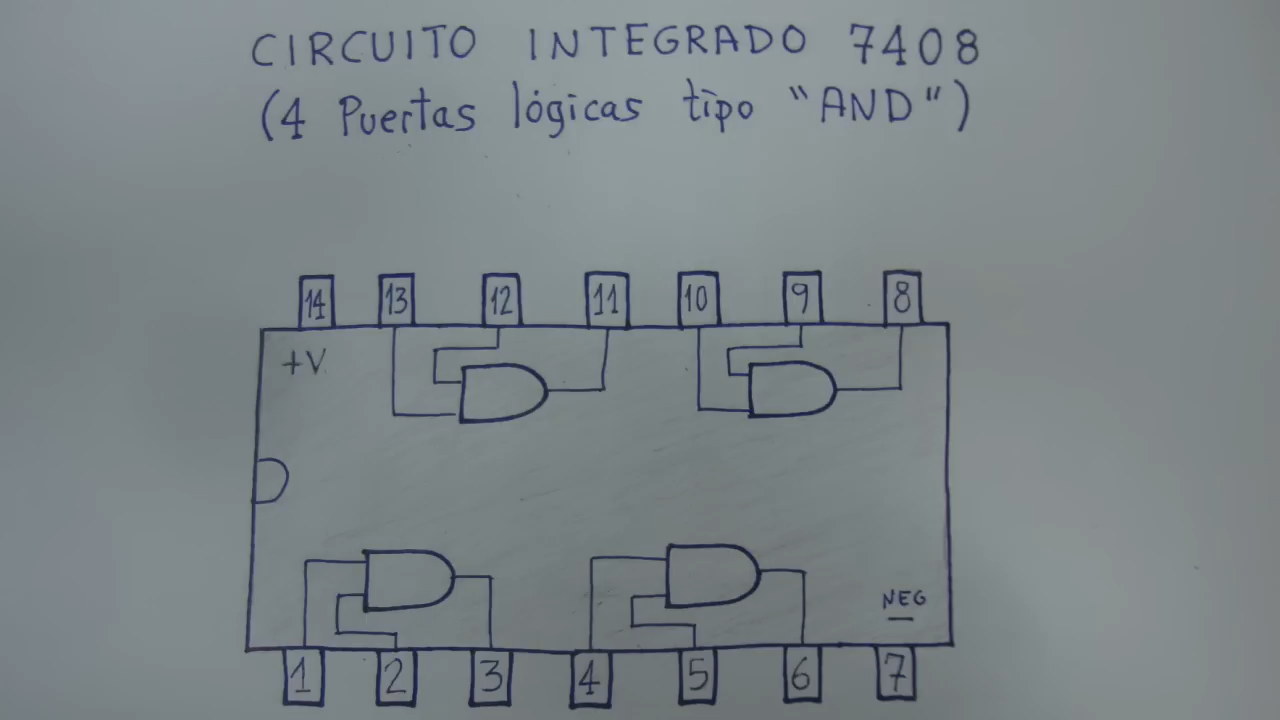 CIRCUITO INTEGRADO 7408
(4 Puertas lógicas tipo "AND")
14 13 12 11 10 9 8
+V
NEG
1 2 3 4 5 6 7